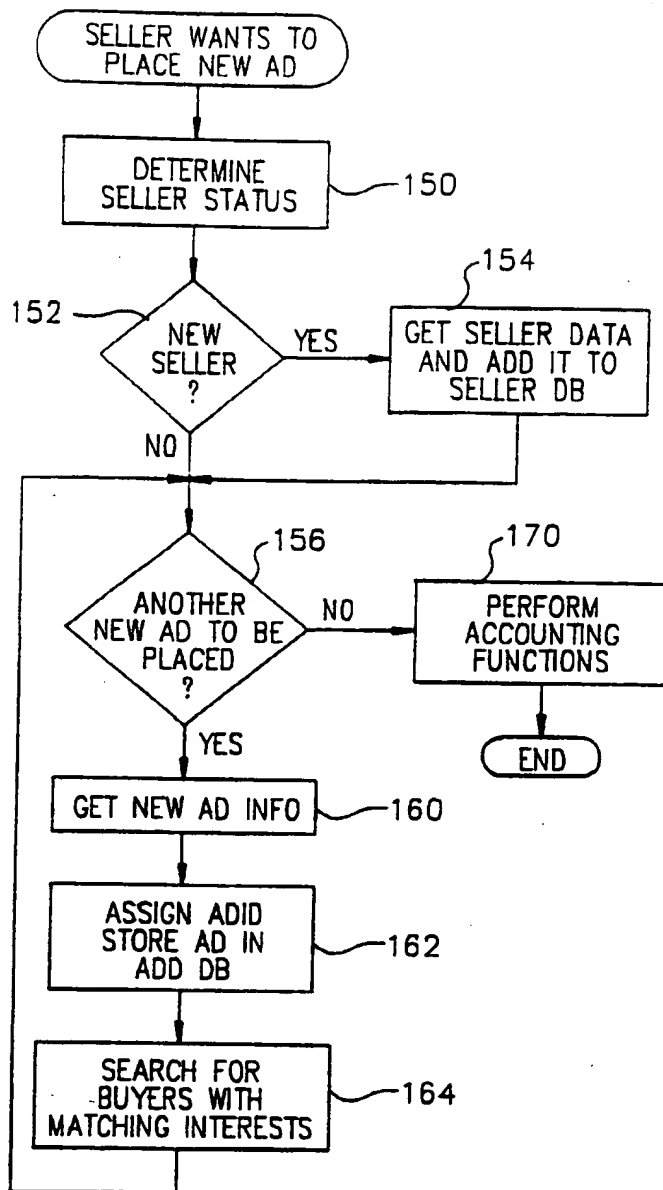 SELLER WANTS TO
PLACE NEW AD
DETERMINE
SELLER STATUS
150
152
NEW
SELLER
?
YES
154
GET SELLER DATA
AND ADD IT TO
SELLER DB
NO
156
ANOTHER
NEW AD TO BE
PLACED
?
NO
170
PERFORM
ACCOUNTING
FUNCTIONS
END
YES
GET NEW AD INFO
160
ASSIGN ADID
STORE AD IN
ADD DB
162
SEARCH FOR
BUYERS WITH
MATCHING INTERESTS
164